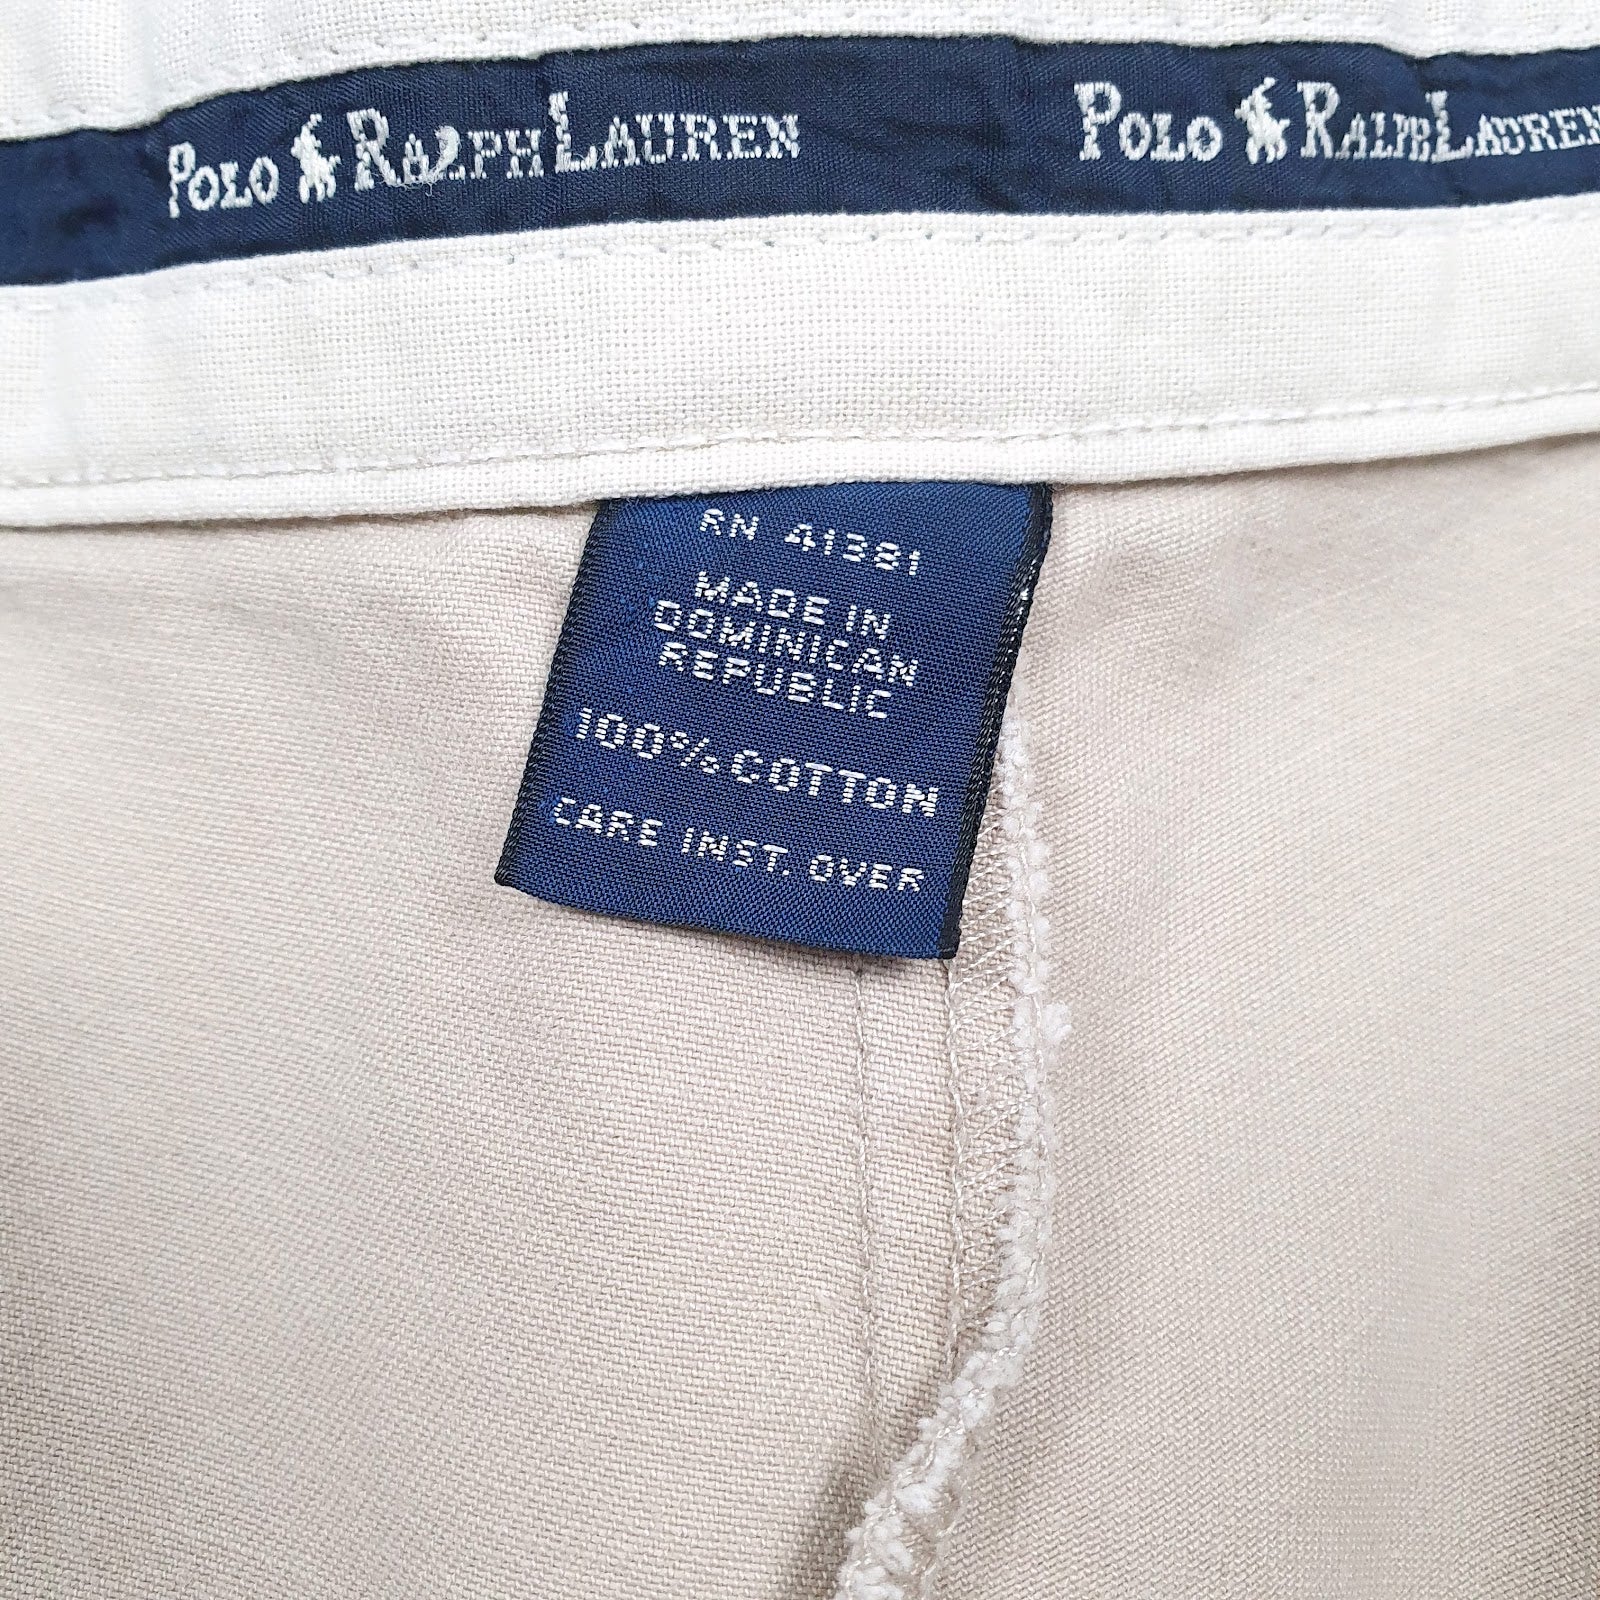 POLO RALPH LAUREN POLO RALPH LAUREN
RN 41381
MADE IN
DOMINICAN
REPUBLIC
100% COTTON
CARE INST. OVER